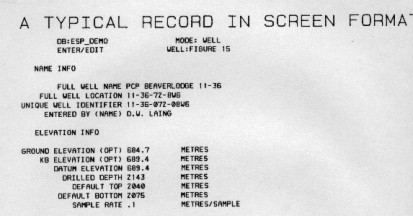 A TYPICAL RECORD IN SCREEN FORMAT
DB:ESP_DEMO MODE: WELL
ENTER/EDIT WELL:FIGURE 15
NAME INFO
FULL WELL NAME PCP BEAVERLODGE 11-36
FULL WELL LOCATION 11-36-72-8W6
UNIQUE WELL IDENTIFIER 11-36-072-08W6
ENTERED BY (NAME) D.W. LAING
ELEVATION INFO
GROUND ELEVATION (OPT) 684.7 METRES
KB ELEVATION (OPT) 689.4 METRES
DATUM ELEVATION 689.4 METRES
DRILLED DEPTH 2143 METRES
DEFAULT TOP 2040 METRES
DEFAULT BOTTOM 2075 METRES
SAMPLE RATE .1 METRES/SAMPLE